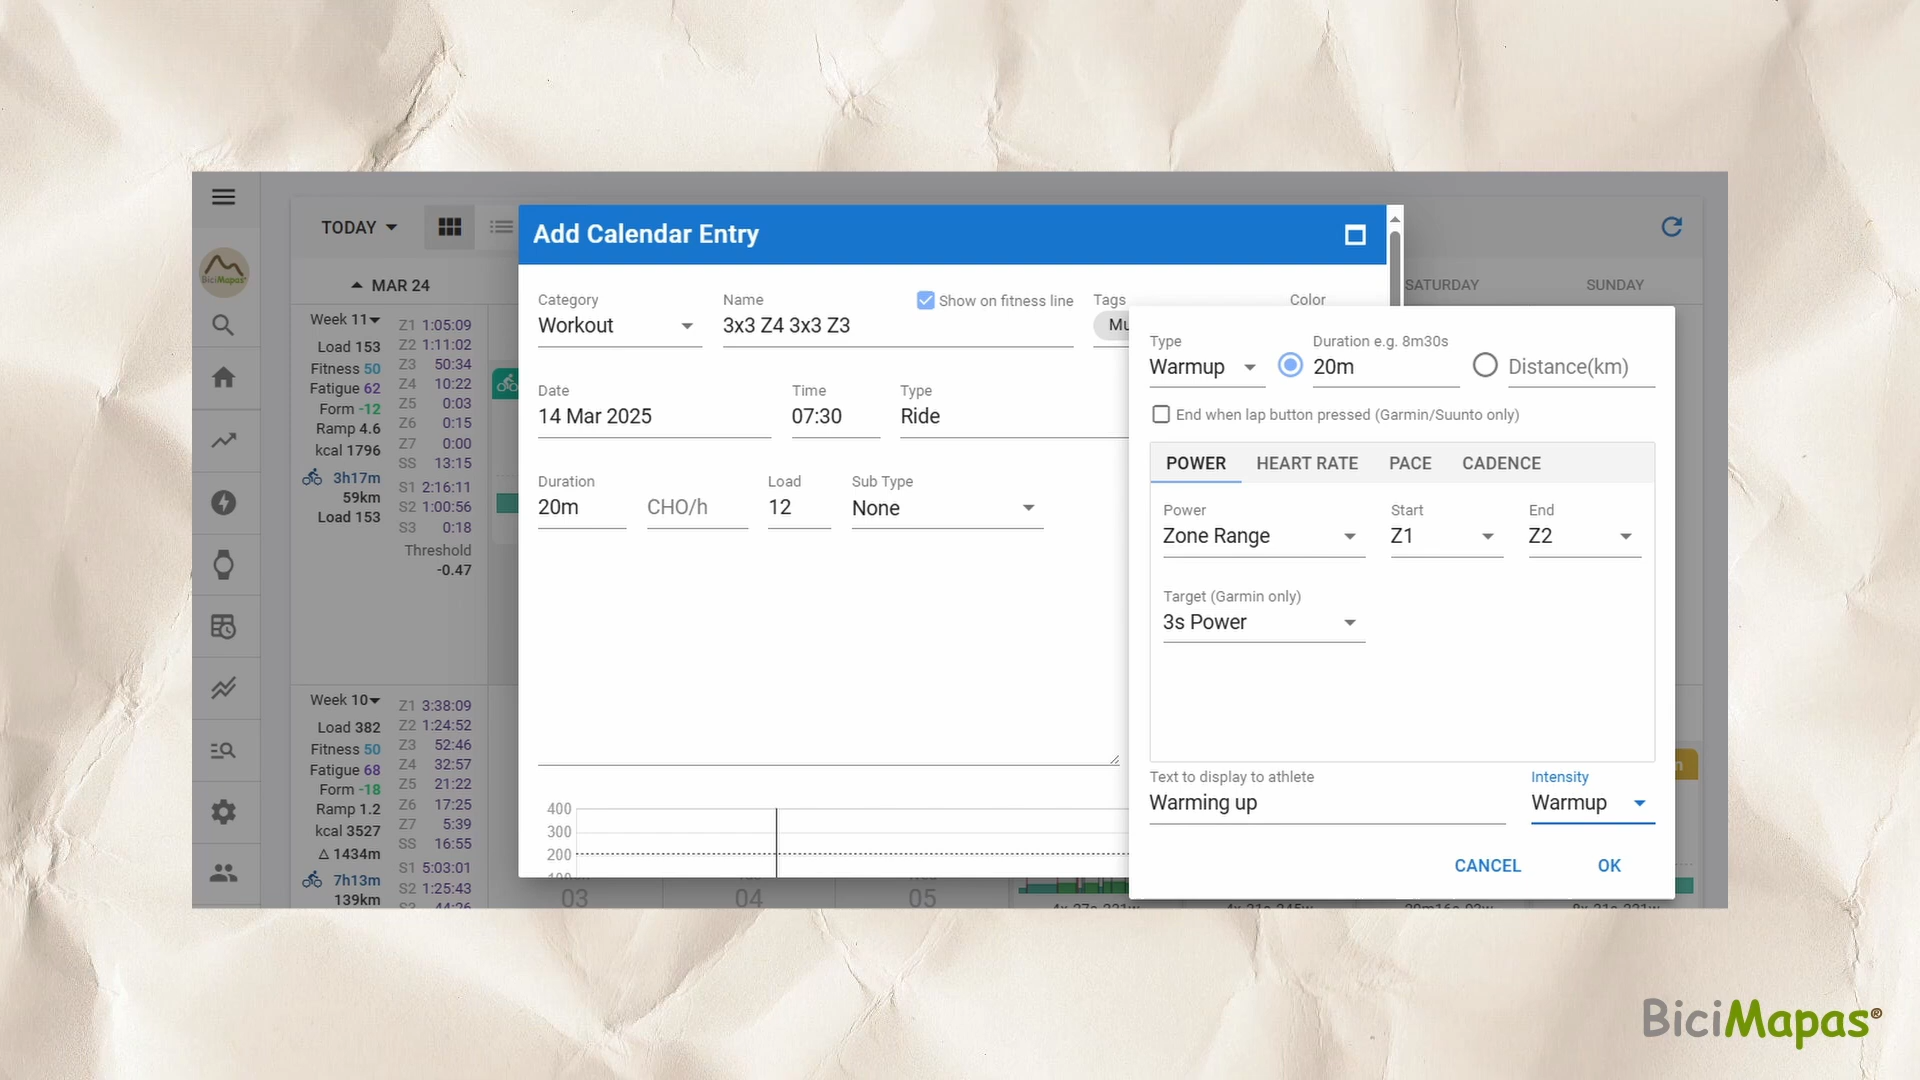 TODAY
Add Calendar Entry
MAR 24
SATURDAY
SUNDAY
Week 11
Z1 1:05:09
Load 153
Z2 1:11:02
Fitness 50
Z3 50:34
Fatigue 62
Z4 10:22
Form -12
Z5 0:03
Ramp 4.6
Z6 0:15
kcal 1796
Z7 0:00
SS 13:15
3h17m
S1 2:16:11
59km
S2 1:00:56
Load 153
S3 0:18
Threshold
-0.47
Week 10
Z1 3:38:09
Load 382
Z2 1:24:52
Fitness 50
Z3 52:46
Fatigue 68
Z4 32:57
Form -18
Z5 21:22
Ramp 1.2
Z6 17:25
kcal 3527
Z7 5:39
SS 16:55
△ 1434m
S1 5:03:01
7h13m
S2 1:25:43
139km
Category
Workout
Name
3x3 Z4 3x3 Z3
Show on fitness line
Tags
Color
Date
14 Mar 2025
Time
07:30
Type
Ride
Duration
20m
CHO/h
Load
12
Sub Type
None
400
300
200
03
04
05
Type
Warmup
Duration e.g. 8m30s
20m
Distance(km)
End when lap button pressed (Garmin/Suunto only)
POWER HEART RATE PACE CADENCE
Power
Zone Range
Start
Z1
End
Z2
Target (Garmin only)
3s Power
Text to display to athlete
Warming up
Intensity
Warmup
CANCEL OK
BiciMapas®